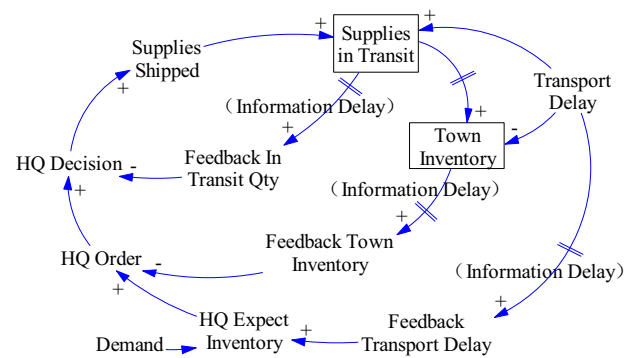 +
Supplies
in Transit
+
Supplies
Shipped
+
Transport
Delay
(Information Delay)
+
+
-
Town
Inventory
HQ Decision
-
Feedback In
Transit Qty
+
(Information Delay)
+
Feedback Town
Inventory
HQ Order
-
(Information Delay)
+
+
HQ Expect
Inventory
+
Feedback
Transport Delay
Demand